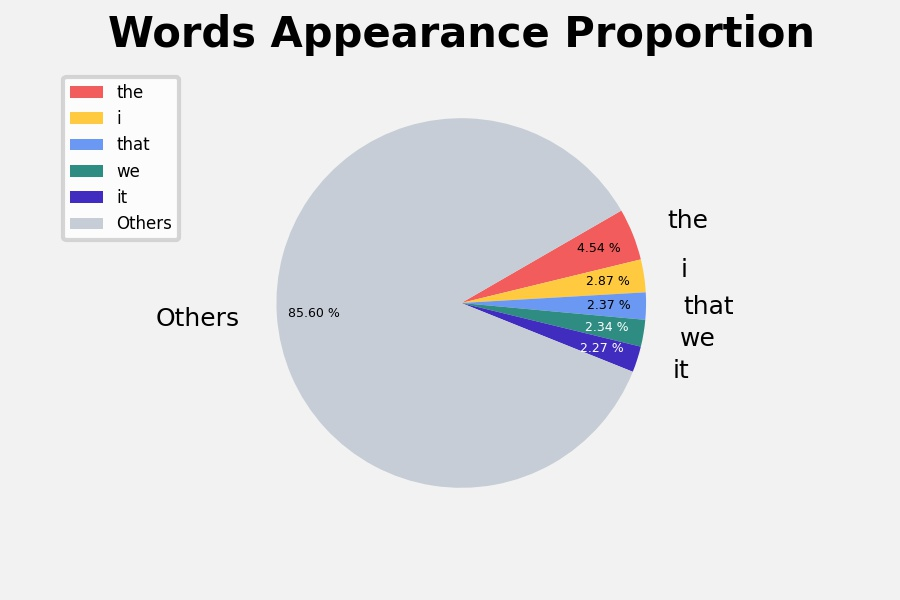 Words Appearance Proportion
the
i
that
we
it
Others
the
4.54 %
i
2.87 %
that
2.37 %
we
2.34 %
it
2.27 %
Others
85.60 %